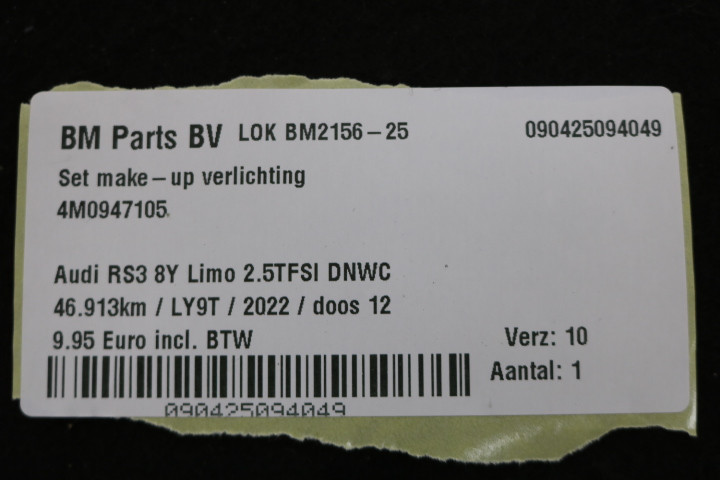 BM Parts BV LOK BM2156-25 090425094049
Set make-up verlichting
4M0947105
Audi RS3 8Y Limo 2.5TFSI DNWC
46.913km / LY9T / 2022 / doos 12
9.95 Euro incl. BTW Verz: 10
Aantal: 1
090425094049